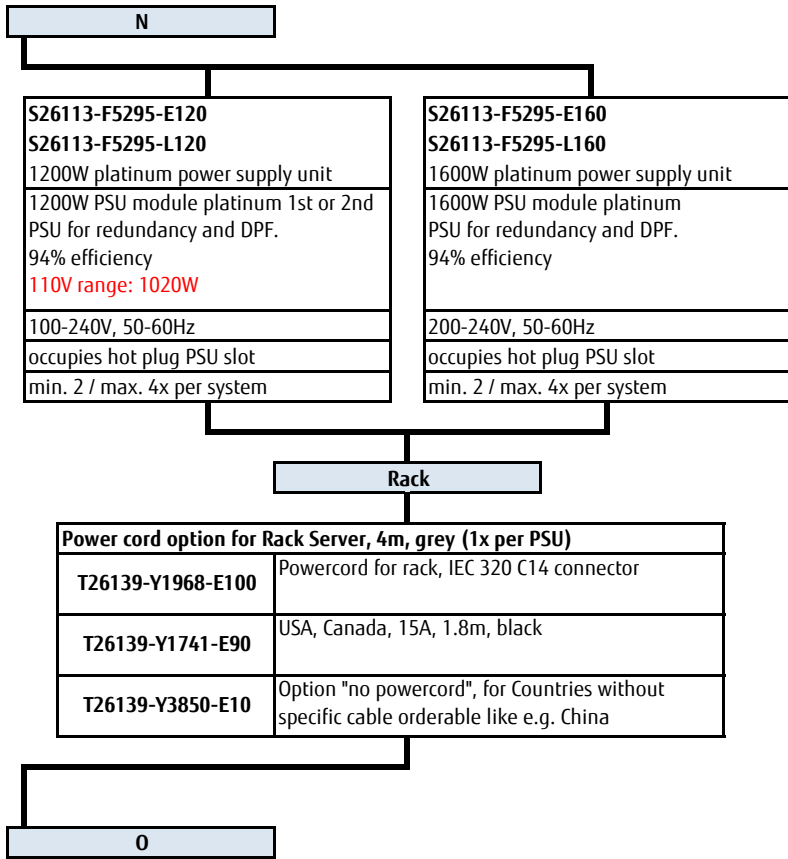 N
S26113-F5295-E120
S26113-F5295-L120
1200W platinum power supply unit
1200W PSU module platinum 1st or 2nd
PSU for redundancy and DPF.
94% efficiency
110V range: 1020W
100-240V, 50-60Hz
occupies hot plug PSU slot
min. 2 / max. 4x per system
S26113-F5295-E160
S26113-F5295-L160
1600W platinum power supply unit
1600W PSU module platinum
PSU for redundancy and DPF.
94% efficiency
200-240V, 50-60Hz
occupies hot plug PSU slot
min. 2 / max. 4x per system
Rack
Power cord option for Rack Server, 4m, grey (1x per PSU)
T26139-Y1968-E100
Powercord for rack, IEC 320 C14 connector
T26139-Y1741-E90
USA, Canada, 15A, 1.8m, black
T26139-Y3850-E10
Option "no powercord", for Countries without
specific cable orderable like e.g. China
O